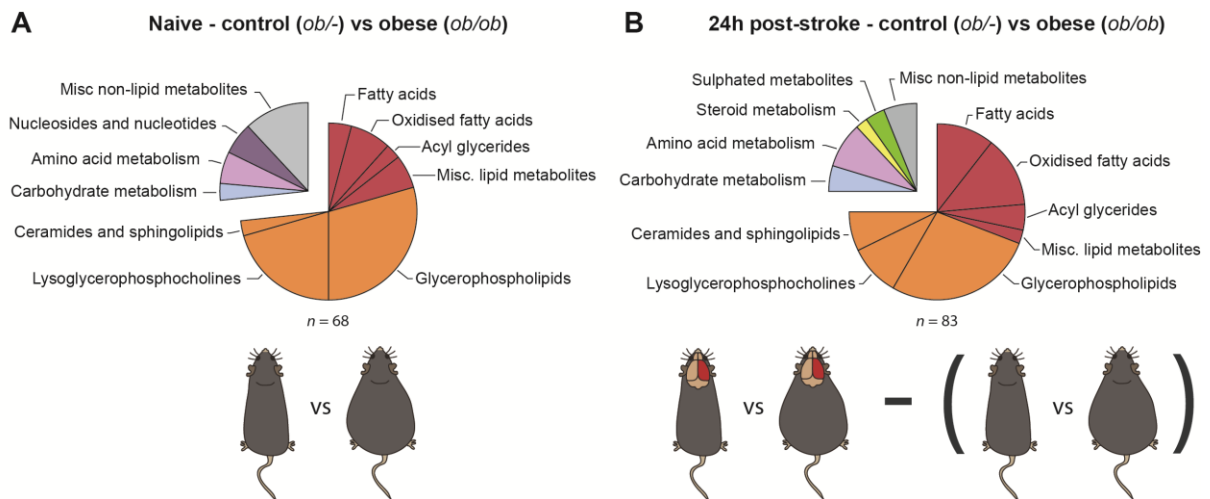 A
Naive - control (ob/-) vs obese (ob/ob)
Misc non-lipid metabolites
Nucleosides and nucleotides
Amino acid metabolism
Carbohydrate metabolism
Ceramides and sphingolipids
Lysoglycerophosphocholines
Fatty acids
Oxidised fatty acids
Acyl glycerides
Misc. lipid metabolites
Glycerophospholipids
n = 68
vs
B
24h post-stroke - control (ob/-) vs obese (ob/ob)
Sulphated metabolites
Steroid metabolism
Amino acid metabolism
Carbohydrate metabolism
Ceramides and sphingolipids
Lysoglycerophosphocholines
Misc non-lipid metabolites
Fatty acids
Oxidised fatty acids
Acyl glycerides
Misc. lipid metabolites
Glycerophospholipids
n = 83
vs – ( vs )